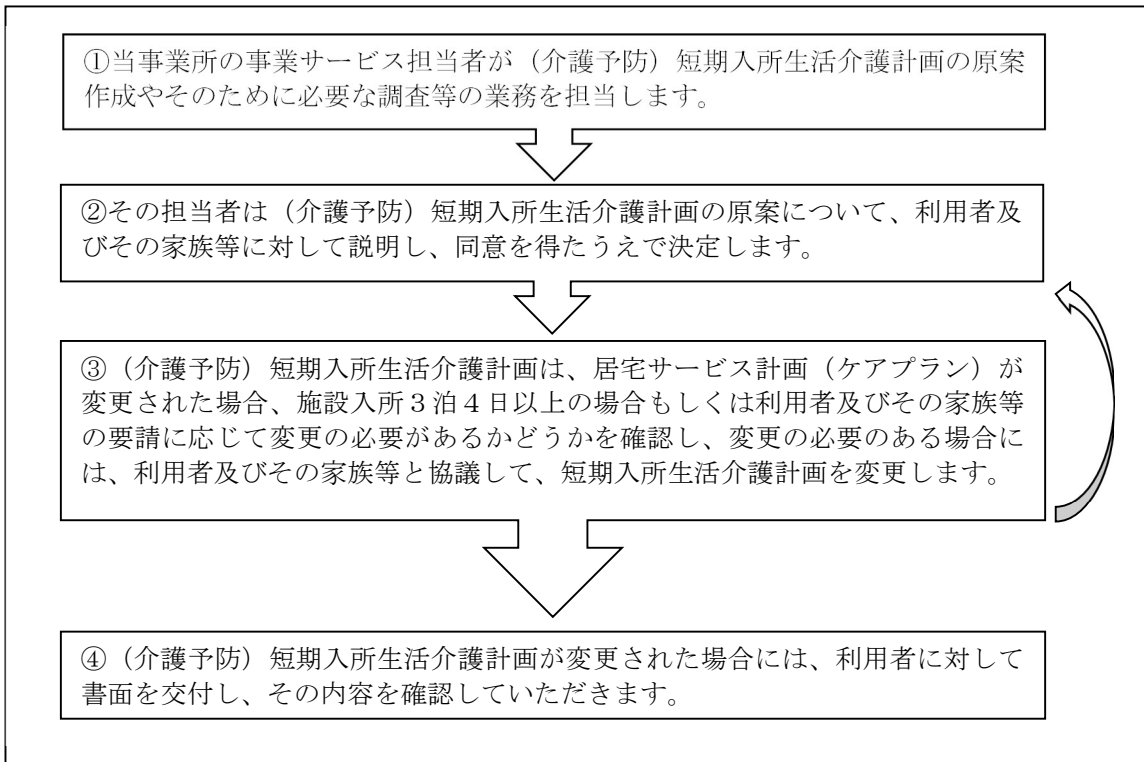 ①当事業所の事業サービス担当者が（介護予防）短期入所生活介護計画の原案
作成やそのために必要な調査等の業務を担当します。
②その担当者は（介護予防）短期入所生活介護計画の原案について、利用者及
びその家族等に対して説明し、同意を得たうえで決定します。
③（介護予防）短期入所生活介護計画は、居宅サービス計画（ケアプラン）が
変更された場合、施設入所３泊４日以上の場合もしくは利用者及びその家族等
の要請に応じて変更の必要があるかどうかを確認し、変更の必要のある場合に
は、利用者及びその家族等と協議して、短期入所生活介護計画を変更します。
④（介護予防）短期入所生活介護計画が変更された場合には、利用者に対して
書面を交付し、その内容を確認していただきます。